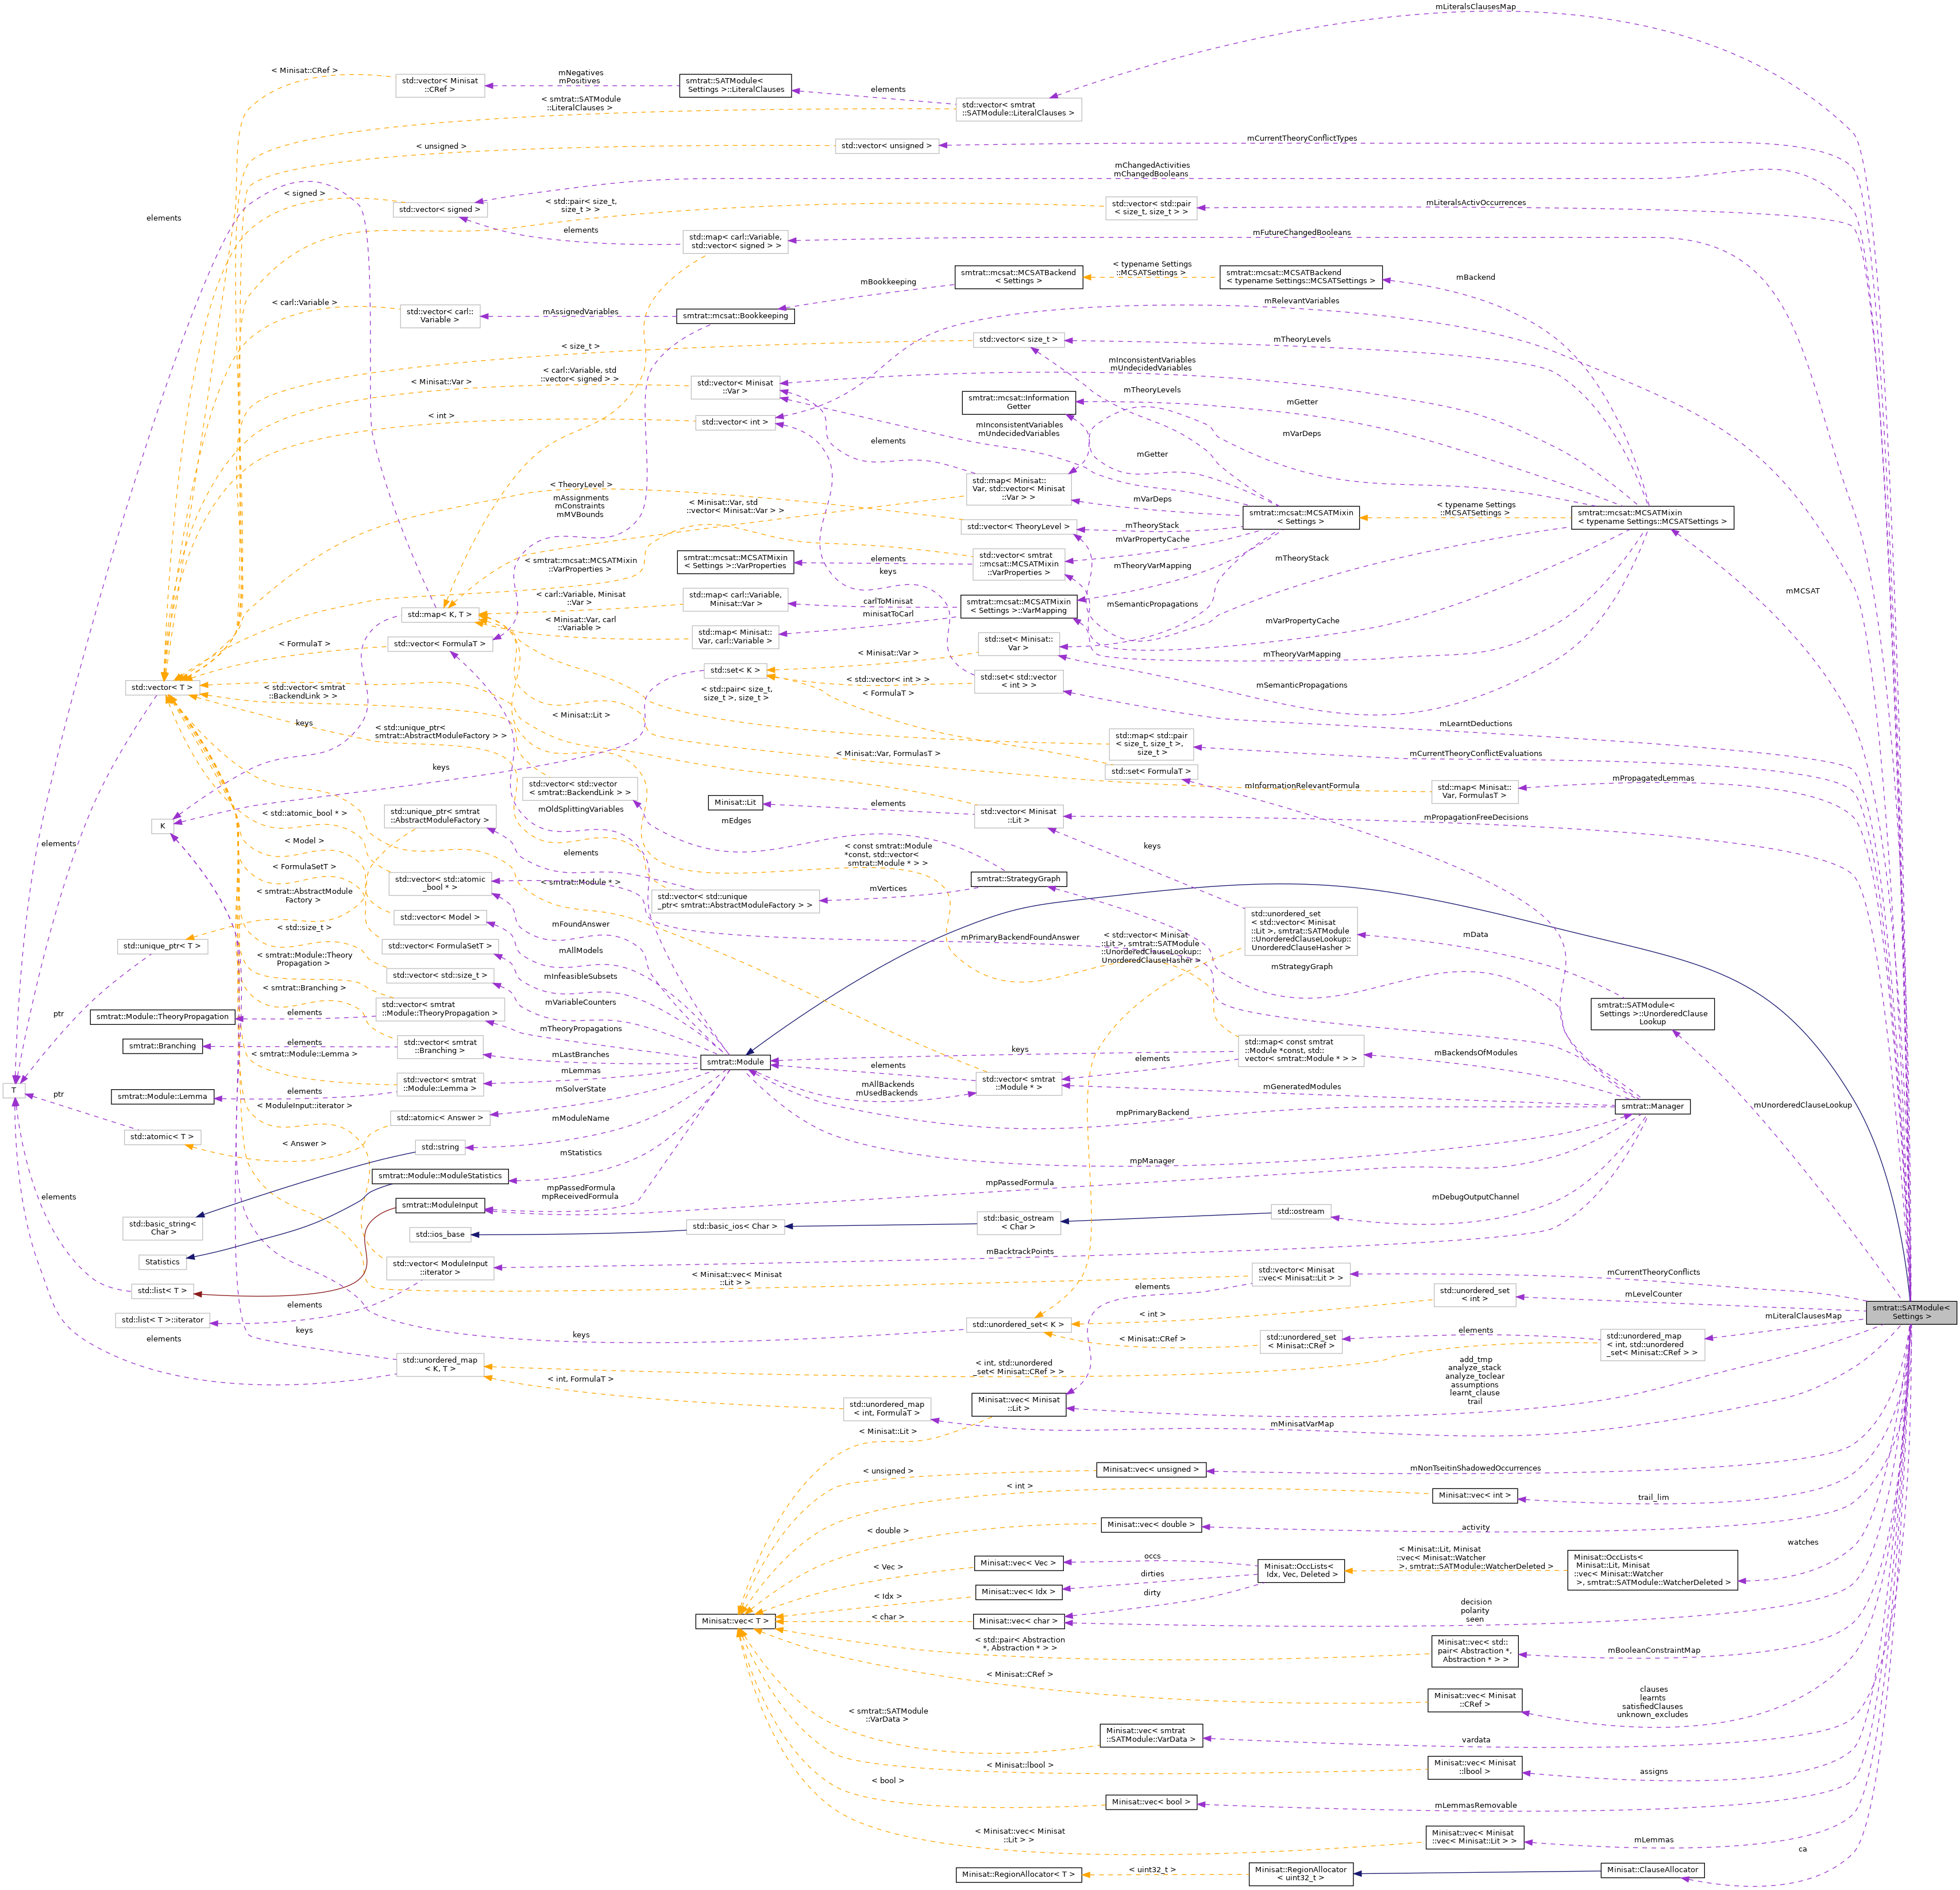 mLiteralsClausesMap
< Minisat::CRef >
std::vector< Minisat
::CRef >
mNegatives
mPositives
smtrat::SATModule<
Settings >::LiteralClauses
elements
std::vector< smtrat
::SATModule::LiteralClauses >
< smtrat::SATModule
::LiteralClauses >
mCurrentTheoryConflictTypes
< unsigned >
std::vector< unsigned >
mChangedActivities
mChangedBooleans
elements
< signed >
std::vector< signed >
< std::pair< size_t,
size_t > >
std::vector< std::pair
< size_t, size_t > >
mLiteralsActivOccurrences
elements
std::map< carl::Variable,
std::vector< signed > >
mFutureChangedBooleans
smtrat::mcsat::MCSATBackend
< Settings >
< typename Settings
::MCSATSettings >
smtrat::mcsat::MCSATBackend
< typename Settings::MCSATSettings >
mBackend
mBookkeeping
< carl::Variable >
std::vector< carl::
Variable >
mAssignedVariables
smtrat::mcsat::Bookkeeping
mRelevantVariables
< size_t >
std::vector< size_t >
mTheoryLevels
< Minisat::Var >
< carl::Variable, std
::vector< signed > >
std::vector< Minisat
::Var >
mInconsistentVariables
mUndecidedVariables
mTheoryLevels
smtrat::mcsat::Information
Getter
mGetter
< int >
std::vector< int >
mInconsistentVariables
mUndecidedVariables
elements
mGetter
mVarDeps
< TheoryLevel >
mAssignments
mConstraints
mMVBounds
< Minisat::Var, std
::vector< Minisat::Var > >
std::map< Minisat::
Var, std::vector< Minisat
::Var > >
mVarDeps
smtrat::mcsat::MCSATMixin
< Settings >
< typename Settings
::MCSATSettings >
smtrat::mcsat::MCSATMixin
< typename Settings::MCSATSettings >
std::vector< TheoryLevel >
mTheoryStack
mVarPropertyCache
< smtrat::mcsat::MCSATMixin
::VarProperties >
smtrat::mcsat::MCSATMixin
< Settings >::VarProperties
elements
keys
std::vector< smtrat
::mcsat::MCSATMixin
::VarProperties >
mTheoryVarMapping
mTheoryStack
mMCSAT
std::map< K, T >
< carl::Variable, Minisat
::Var >
std::map< carl::Variable,
Minisat::Var >
carlToMinisat
minisatToCarl
smtrat::mcsat::MCSATMixin
< Settings >::VarMapping
mSemanticPropagations
mVarPropertyCache
< Minisat::Var, carl
::Variable >
std::map< Minisat::
Var, carl::Variable >
< FormulaT >
std::vector< FormulaT >
std::set< Minisat::
Var >
mTheoryVarMapping
< Minisat::Var >
std::set< K >
< std::vector< int > >
std::set< std::vector
< int > >
mSemanticPropagations
std::vector< T >
< std::vector< smtrat
::BackendLink > >
< std::pair< size_t,
size_t >, size_t >
< FormulaT >
mLearntDeductions
keys
< Minisat::Lit >
< std::unique_ptr<
smtrat::AbstractModuleFactory > >
std::map< std::pair
< size_t, size_t >,
size_t >
mCurrentTheoryConflictEvaluations
< Minisat::Var, FormulasT >
keys
std::set< FormulaT >
mInformationRelevantFormula
std::map< Minisat::
Var, FormulasT >
mPropagatedLemmas
std::vector< std::vector
< smtrat::BackendLink > >
mOldSplittingVariables
Minisat::Lit
elements
std::vector< Minisat
::Lit >
mPropagationFreeDecisions
K
< std::atomic_bool * >
std::unique_ptr< smtrat
::AbstractModuleFactory >
mEdges
elements
< Model >
elements
< const smtrat::Module
*const, std::vector<
smtrat::Module * > >
keys
< FormulaSetT >
std::vector< std::atomic
_bool * >
< smtrat::Module * >
smtrat::StrategyGraph
mVertices
std::vector< std::unique
_ptr< smtrat::AbstractModuleFactory > >
< smtrat::AbstractModule
Factory >
std::vector< Model >
mFoundAnswer
std::unordered_set
< std::vector< Minisat
::Lit >, smtrat::SATModule
::UnorderedClauseLookup::
UnorderedClauseHasher >
mData
< std::size_t >
std::unique_ptr< T >
std::vector< FormulaSetT >
mAllModels
mPrimaryBackendFoundAnswer
< std::vector< Minisat
::Lit >, smtrat::SATModule
::UnorderedClauseLookup::
UnorderedClauseHasher >
mStrategyGraph
< smtrat::Module::Theory
Propagation >
std::vector< std::size_t >
mInfeasibleSubsets
< smtrat::Branching >
mVariableCounters
ptr
smtrat::Module::TheoryPropagation
elements
std::vector< smtrat
::Module::TheoryPropagation >
mTheoryPropagations
smtrat::SATModule<
Settings >::UnorderedClause
Lookup
smtrat::Branching
elements
std::vector< smtrat
::Branching >
mLastBranches
smtrat::Module
keys
std::map< const smtrat
::Module *const, std::
vector< smtrat::Module * > >
mBackendsOfModules
< smtrat::Module::Lemma >
mLemmas
elements
T
smtrat::Module::Lemma
elements
std::vector< smtrat
::Module::Lemma >
mSolverState
mAllBackends
mUsedBackends
std::vector< smtrat
::Module * >
mGeneratedModules
ptr
< ModuleInput::iterator >
std::atomic< Answer >
mModuleName
mpPrimaryBackend
smtrat::Manager
mUnorderedClauseLookup
std::atomic< T >
< Answer >
std::string
mStatistics
mpManager
smtrat::Module::ModuleStatistics
mpPassedFormula
mpReceivedFormula
mpPassedFormula
elements
smtrat::ModuleInput
mDebugOutputChannel
std::basic_string<
Char >
std::ios_base
std::basic_ios< Char >
std::basic_ostream
< Char >
std::ostream
Statistics
std::vector< ModuleInput
::iterator >
mBacktrackPoints
< Minisat::vec< Minisat
::Lit > >
std::vector< Minisat
::vec< Minisat::Lit > >
mCurrentTheoryConflicts
std::list< T >
elements
elements
std::unordered_set
< int >
mLevelCounter
smtrat::SATModule<
Settings >
std::list< T >::iterator
keys
keys
std::unordered_set< K >
< int >
< Minisat::CRef >
std::unordered_set
< Minisat::CRef >
elements
std::unordered_map
< int, std::unordered
_set< Minisat::CRef > >
mLiteralClausesMap
elements
std::unordered_map
< K, T >
< int, std::unordered
_set< Minisat::CRef > >
add_tmp
analyze_stack
analyze_toclear
assumptions
learnt_clause
trail
< int, FormulaT >
std::unordered_map
< int, FormulaT >
Minisat::vec< Minisat
::Lit >
mMinisatVarMap
< Minisat::Lit >
< unsigned >
Minisat::vec< unsigned >
mNonTseitinShadowedOccurrences
< int >
Minisat::vec< int >
trail_lim
< double >
Minisat::vec< double >
activity
< Vec >
Minisat::vec< Vec >
occs
Minisat::OccLists<
Idx, Vec, Deleted >
< Minisat::Lit, Minisat
::vec< Minisat::Watcher
>, smtrat::SATModule::WatcherDeleted >
Minisat::OccLists<
Minisat::Lit, Minisat
::vec< Minisat::Watcher
>, smtrat::SATModule::WatcherDeleted >
watches
< Idx >
Minisat::vec< Idx >
dirties
dirty
Minisat::vec< T >
< char >
Minisat::vec< char >
decision
polarity
seen
< std::pair< Abstraction
*, Abstraction * > >
Minisat::vec< std::
pair< Abstraction *,
Abstraction * > >
mBooleanConstraintMap
< Minisat::CRef >
Minisat::vec< Minisat
::CRef >
clauses
learnts
satisfiedClauses
unknown_excludes
< smtrat::SATModule
::VarData >
Minisat::vec< smtrat
::SATModule::VarData >
vardata
< Minisat::lbool >
Minisat::vec< Minisat
::lbool >
assigns
< bool >
Minisat::vec< bool >
mLemmasRemovable
< Minisat::vec< Minisat
::Lit > >
Minisat::vec< Minisat
::vec< Minisat::Lit > >
mLemmas
Minisat::RegionAllocator< T >
< uint32_t >
Minisat::RegionAllocator
< uint32_t >
Minisat::ClauseAllocator
ca